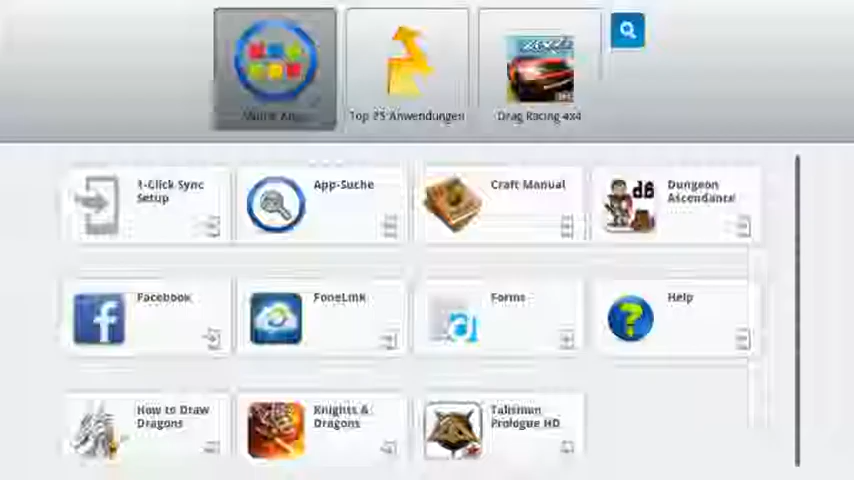 Top 25 Anwendungen
Drag Racing 4x4
1-Click Sync
Setup
App-Suche
Craft Manual
Dungeon
Ascendance
Facebook
FoneLink
Forms
Help
How to Draw
Dragons
Knights &
Dragons
Talisman
Prologue HD